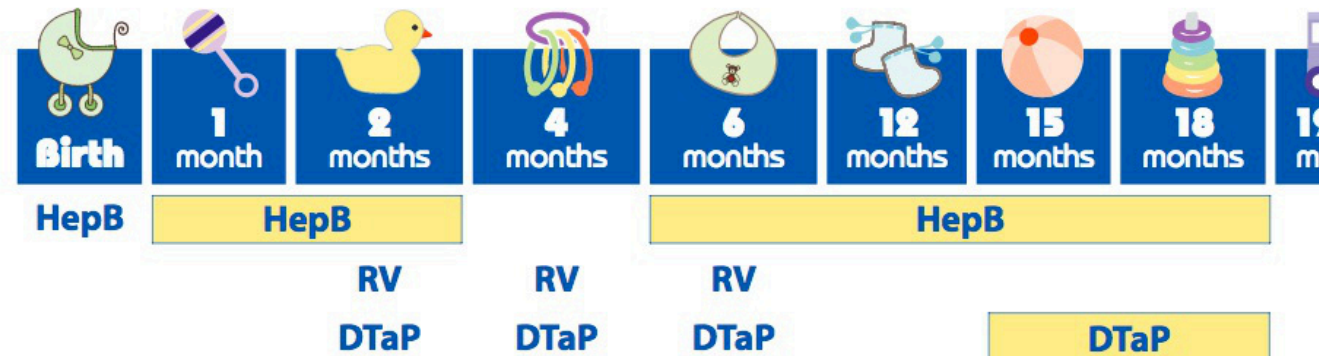 Birth
1 month
2 months
4 months
6 months
12 months
15 months
18 months
HepB HepB HepB
RV RV RV
DTaP DTaP DTaP DTaP